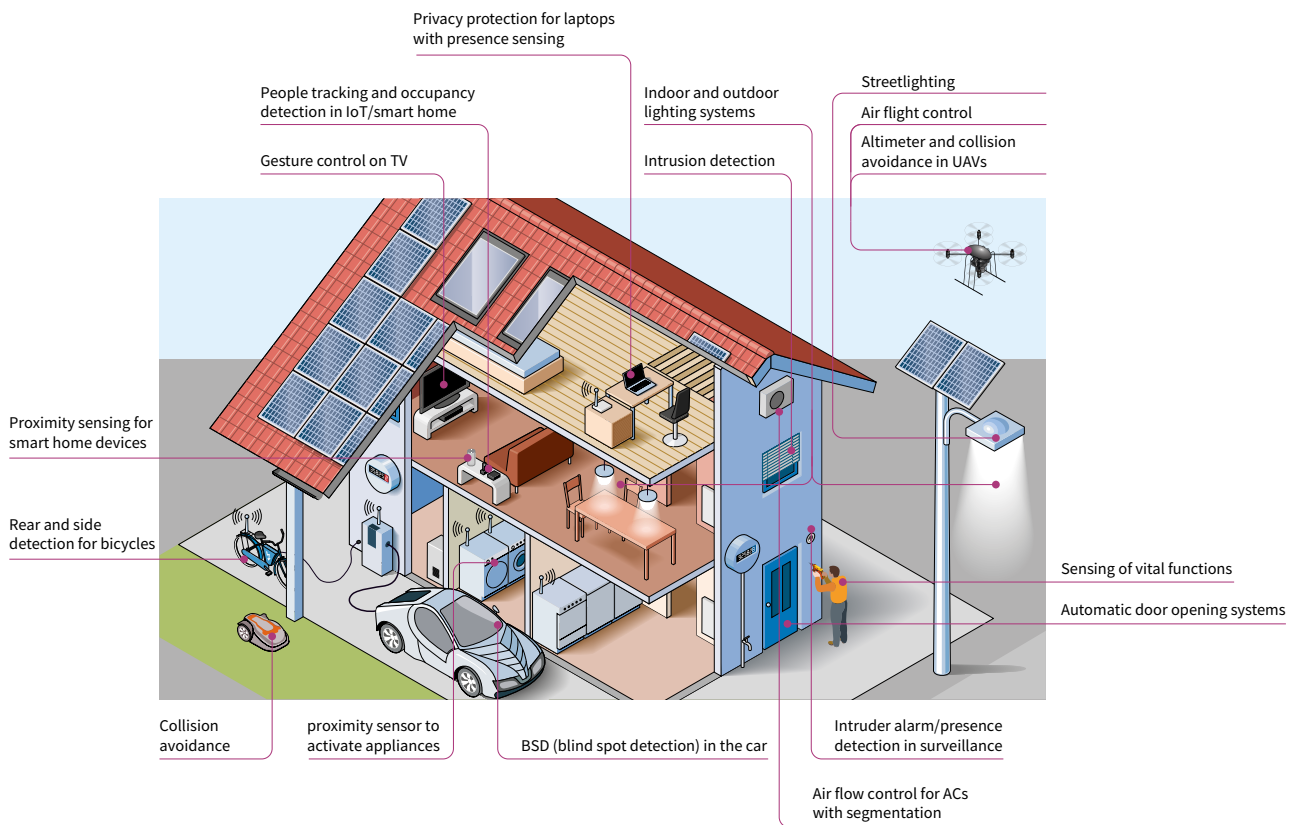 Privacy protection for laptops
with presence sensing
People tracking and occupancy
detection in IoT/smart home
Gesture control on TV
Indoor and outdoor
lighting systems
Intrusion detection
Streetlighting
Air flight control
Altimeter and collision
avoidance in UAVs
Proximity sensing for
smart home devices
Rear and side
detection for bicycles
Sensing of vital functions
Automatic door opening systems
Collision
avoidance
proximity sensor to
activate appliances
BSD (blind spot detection) in the car
Intruder alarm/presence
detection in surveillance
Air flow control for ACs
with segmentation